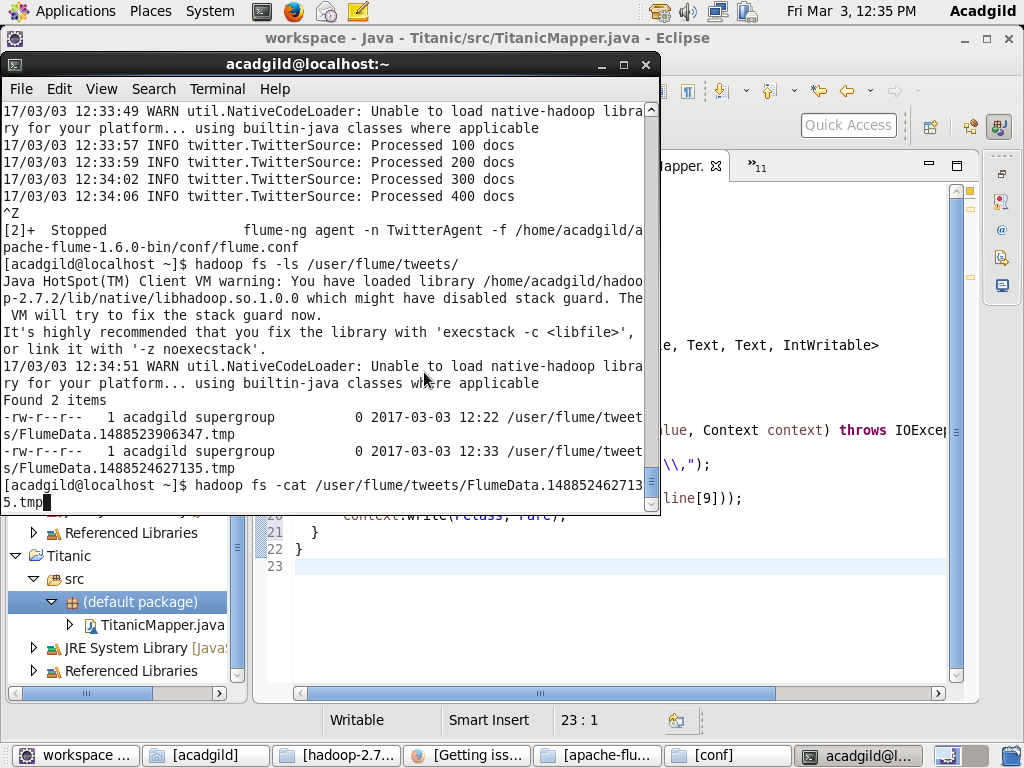 Applications Places System Fri Mar 3, 12:35 PM Acadgild
workspace - Java - Titanic/src/TitanicMapper.java - Eclipse
acadgild@localhost:~
File Edit View Search Terminal Help
17/03/03 12:33:49 WARN util.NativeCodeLoader: Unable to load native-hadoop libra
ry for your platform... using builtin-java classes where applicable
17/03/03 12:33:57 INFO twitter.TwitterSource: Processed 100 docs
17/03/03 12:33:59 INFO twitter.TwitterSource: Processed 200 docs
17/03/03 12:34:02 INFO twitter.TwitterSource: Processed 300 docs
17/03/03 12:34:06 INFO twitter.TwitterSource: Processed 400 docs
^Z
[2]+  Stopped                 flume-ng agent -n TwitterAgent -f /home/acadgild/a
pache-flume-1.6.0-bin/conf/flume.conf
[acadgild@localhost ~]$ hadoop fs -ls /user/flume/tweets/
Java HotSpot(TM) Client VM warning: You have loaded library /home/acadgild/hadoo
p-2.7.2/lib/native/libhadoop.so.1.0.0 which might have disabled stack guard. The
 VM will try to fix the stack guard now.
It's highly recommended that you fix the library with 'execstack -c <libfile>',
or link it with '-z noexecstack'.
17/03/03 12:34:51 WARN util.NativeCodeLoader: Unable to load native-hadoop libra
ry for your platform... using builtin-java classes where applicable
Found 2 items
-rw-r--r--   1 acadgild supergroup          0 2017-03-03 12:22 /user/flume/tweet
s/FlumeData.1488523906347.tmp
-rw-r--r--   1 acadgild supergroup          0 2017-03-03 12:33 /user/flume/tweet
s/FlumeData.1488524627135.tmp
[acadgild@localhost ~]$ hadoop fs -cat /user/flume/tweets/FlumeData.148852462713
5.tmp
Quick Access
apper. 11
e, Text, Text, IntWritable>
lue, Context context) throws IOExcep
\\,");
line[9]));
21 }
22 }
23
Referenced Libraries
Titanic
src
(default package)
TitanicMapper.java
JRE System Library [JavaS
Referenced Libraries
Writable Smart Insert 23 : 1
workspace ... [acadgild] [hadoop-2.7... [Getting iss... [apache-flu... [conf] acadgild@l...